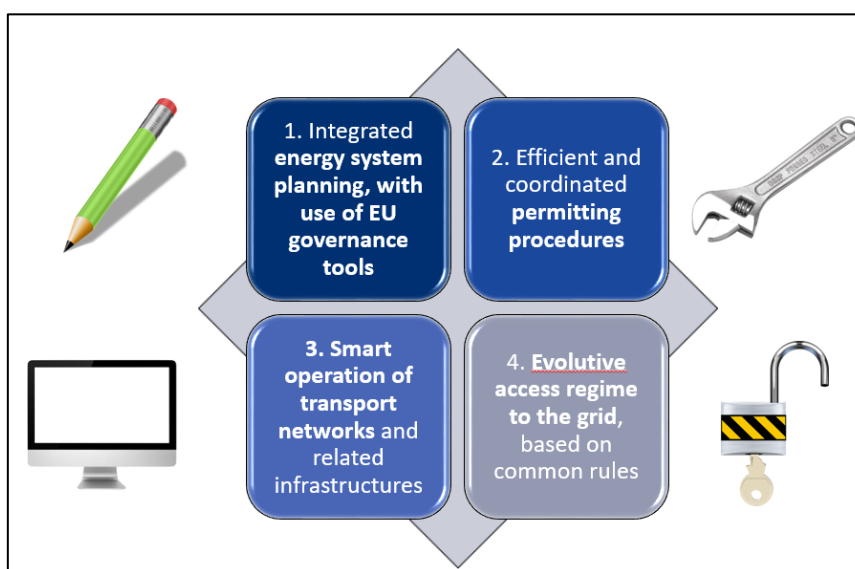 1. Integrated
energy system
planning, with
use of EU
governance
tools
2. Efficient and
coordinated
permitting
procedures
3. Smart
operation of
transport
networks and
related
infrastructures
4. Evolutive
access regime
to the grid,
based on
common rules